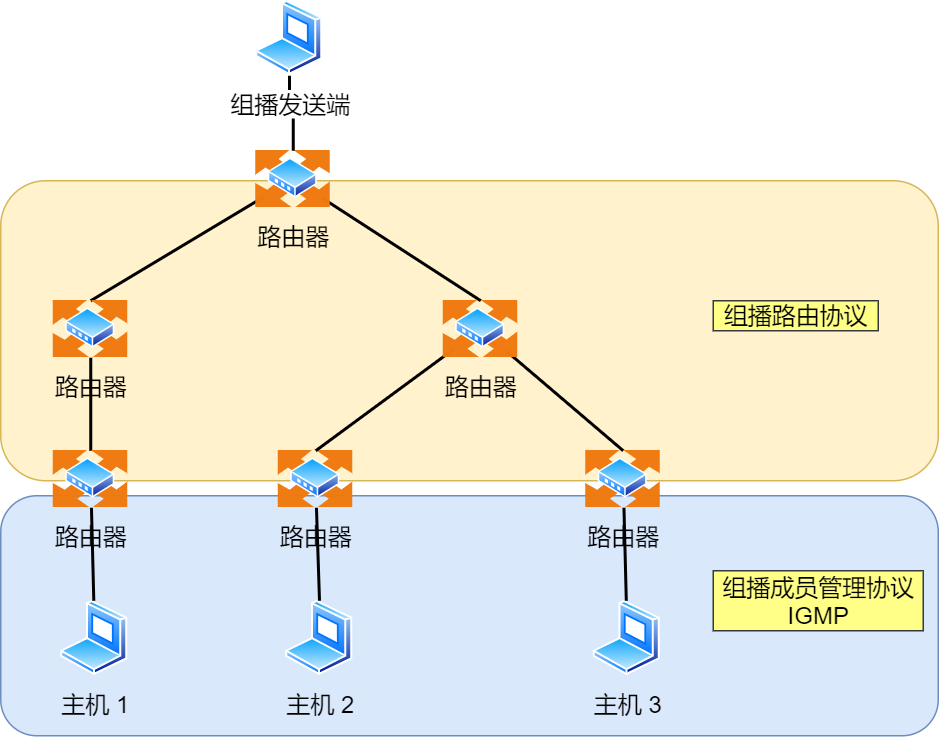 组播发送端
路由器
组播路由协议
路由器
路由器
路由器
路由器
路由器
组播成员管理协议
IGMP
主机 1
主机 2
主机 3